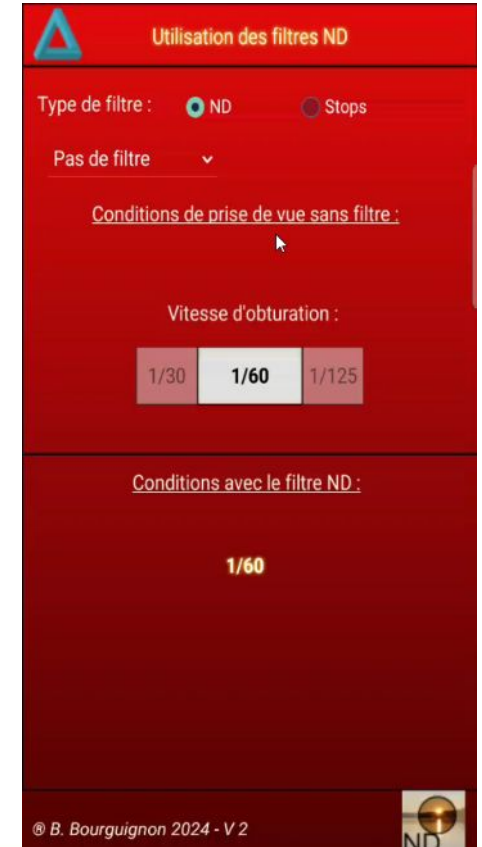 Utilisation des filtres ND
Type de filtre : ND Stops
Pas de filtre
Conditions de prise de vue sans filtre :
Vitesse d'obturation :
1/30 1/60 1/125
Conditions avec le filtre ND :
1/60
® B. Bourguignon 2024 - V 2
ND